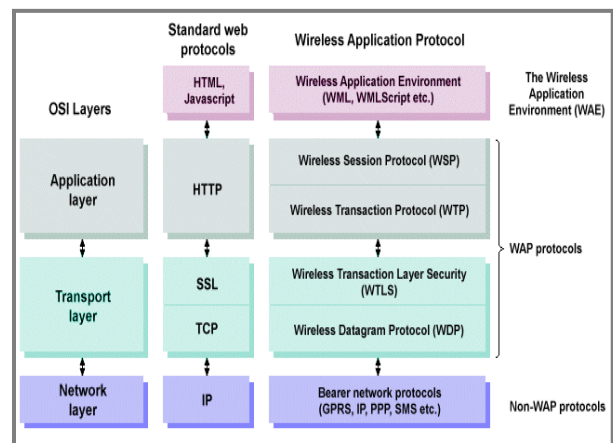 Standard web
protocols
Wireless Application Protocol
OSI Layers
HTML,
Javascript
Wireless Application Environment
(WML, WMLScript etc.)
The Wireless
Application
Environment (WAE)
Application
layer
HTTP
Wireless Session Protocol (WSP)
Wireless Transaction Protocol (WTP)
WAP protocols
Transport
layer
SSL
TCP
Wireless Transaction Layer Security
(WTLS)
Wireless Datagram Protocol (WDP)
Network
layer
IP
Bearer network protocols
(GPRS, IP, PPP, SMS etc.)
Non-WAP protocols